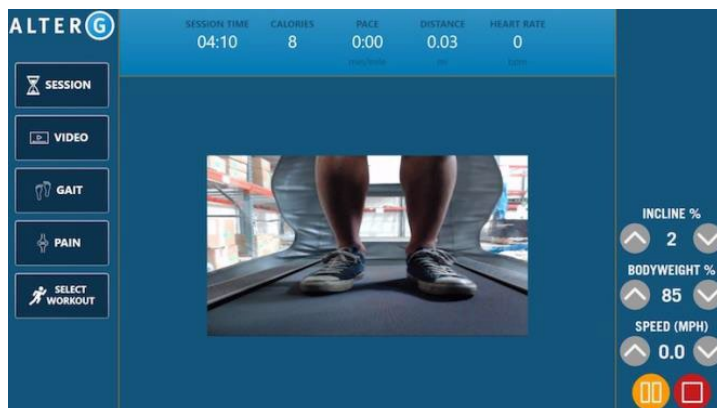 ALTERG
SESSION TIME CALORIES PACE DISTANCE HEART RATE
04:10 8 0:00 0.03 0
SESSION
VIDEO
GAIT
PAIN
SELECT
WORKOUT
INCLINE %
2
BODYWEIGHT %
85
SPEED (MPH)
0.0